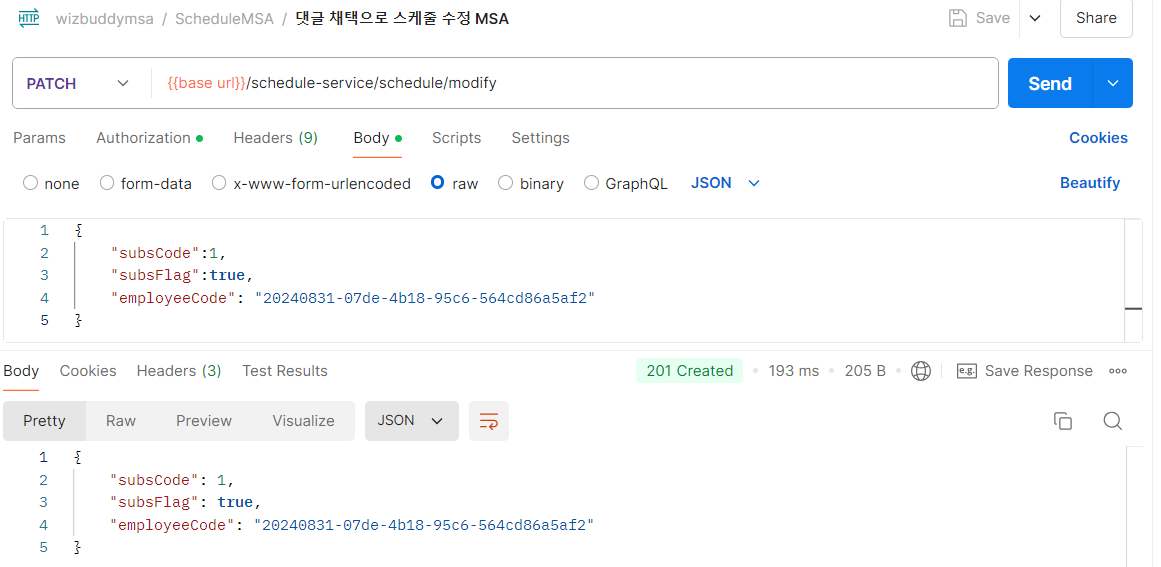 HTTP wizbuddymsa / ScheduleMSA / 댓글 채택으로 스케줄 수정 MSA Save Share
PATCH {{base url}}/schedule-service/schedule/modify Send
Params Authorization Headers (9) Body Scripts Settings Cookies
none form-data x-www-form-urlencoded raw binary GraphQL JSON Beautify
1 {
2 "subsCode":1,
3 "subsFlag":true,
4 "employeeCode": "20240831-07de-4b18-95c6-564cd86a5af2"
5 }
Body Cookies Headers (3) Test Results 201 Created • 193 ms • 205 B • e.g. Save Response
Pretty Raw Preview Visualize JSON
1 {
2 "subsCode": 1,
3 "subsFlag": true,
4 "employeeCode": "20240831-07de-4b18-95c6-564cd86a5af2"
5 }